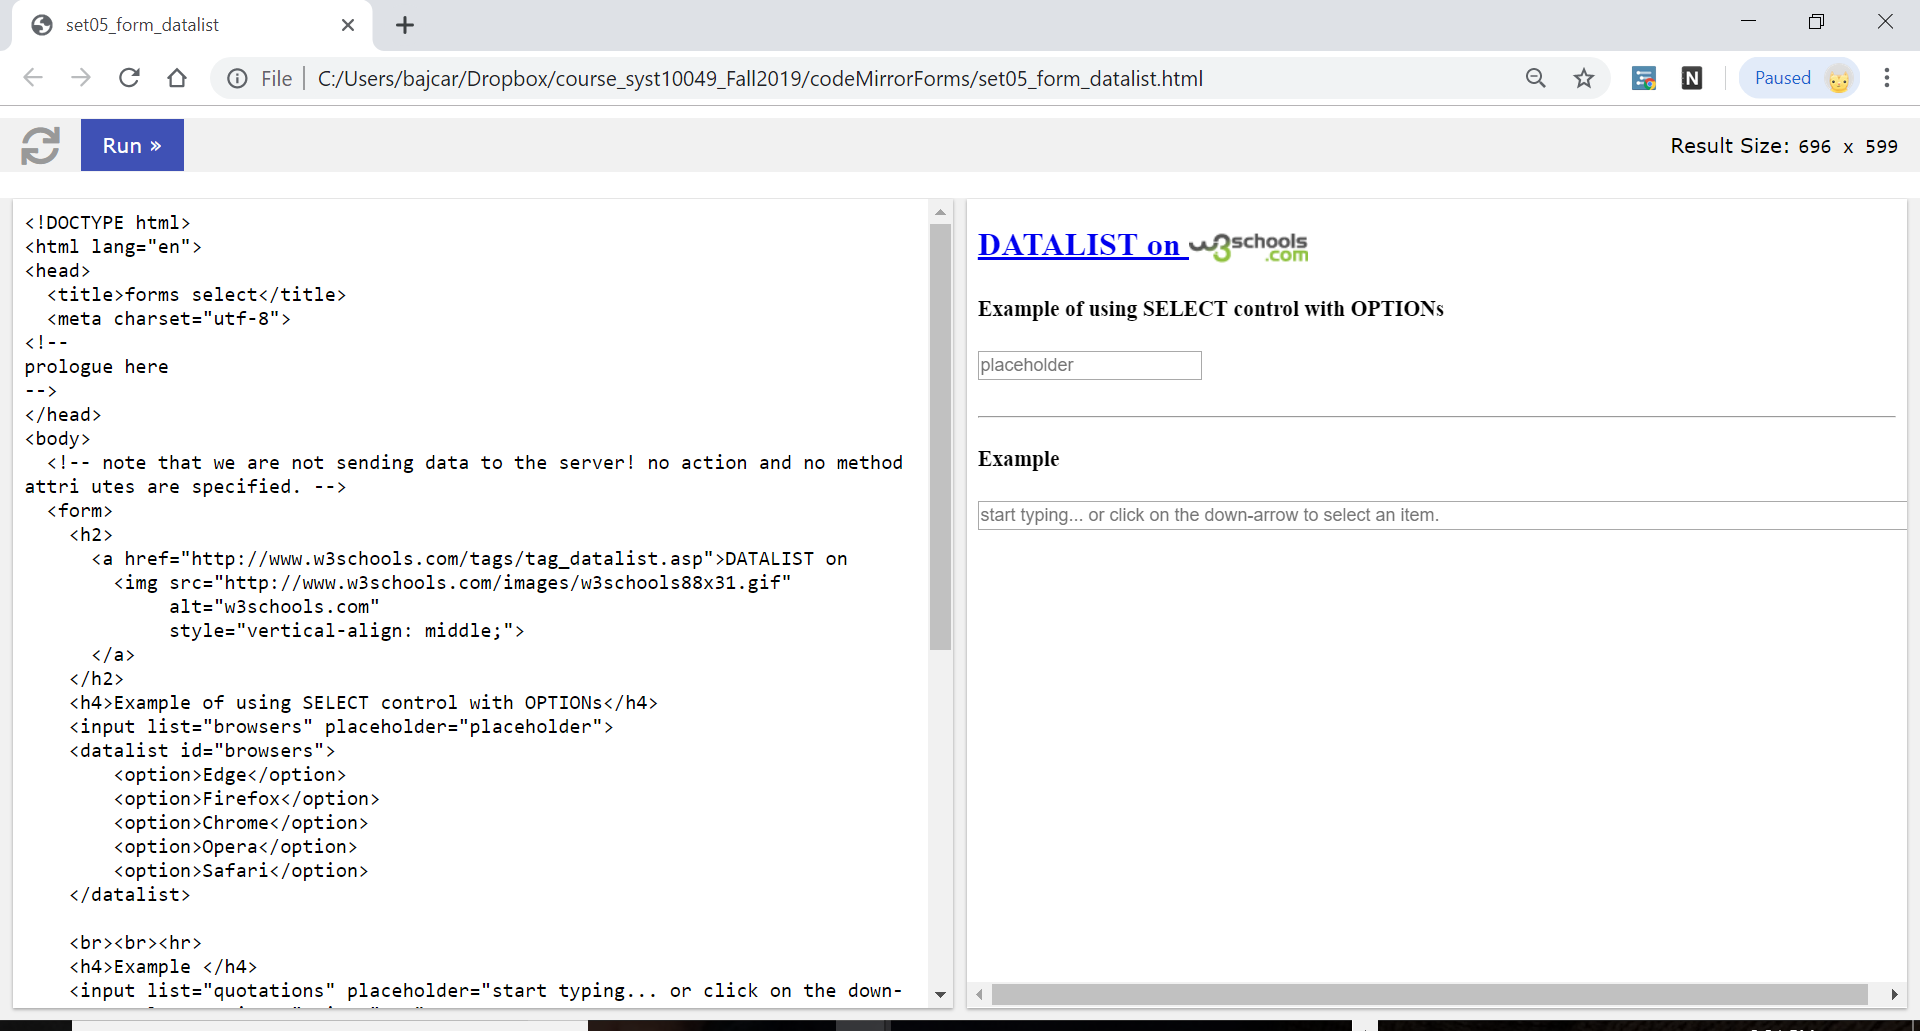 set05_form_datalist
File C:/Users/bajcar/Dropbox/course_syst10049_Fall2019/codeMirrorForms/set05_form_datalist.html
N
Paused
Run »
Result Size: 696 x 599
<!DOCTYPE html>
<html lang="en">
<head>
<title>forms select</title>
<meta charset="utf-8">
<!--
prologue here
-->
</head>
<body>
<!-- note that we are not sending data to the server! no action and no method
attri utes are specified. -->
<form>
<h2>
<a href="http://www.w3schools.com/tags/tag_datalist.asp">DATALIST on
<img src="http://www.w3schools.com/images/w3schools88x31.gif"
alt="w3schools.com"
style="vertical-align: middle;">
</a>
</h2>
<h4>Example of using SELECT control with OPTIONs</h4>
<input list="browsers" placeholder="placeholder">
<datalist id="browsers">
<option>Edge</option>
<option>Firefox</option>
<option>Chrome</option>
<option>Opera</option>
<option>Safari</option>
</datalist>
<br><br><hr>
<h4>Example </h4>
<input list="quotations" placeholder="start typing... or click on the down-
DATALIST on w3schools.com
Example of using SELECT control with OPTIONs
placeholder
Example
start typing... or click on the down-arrow to select an item.